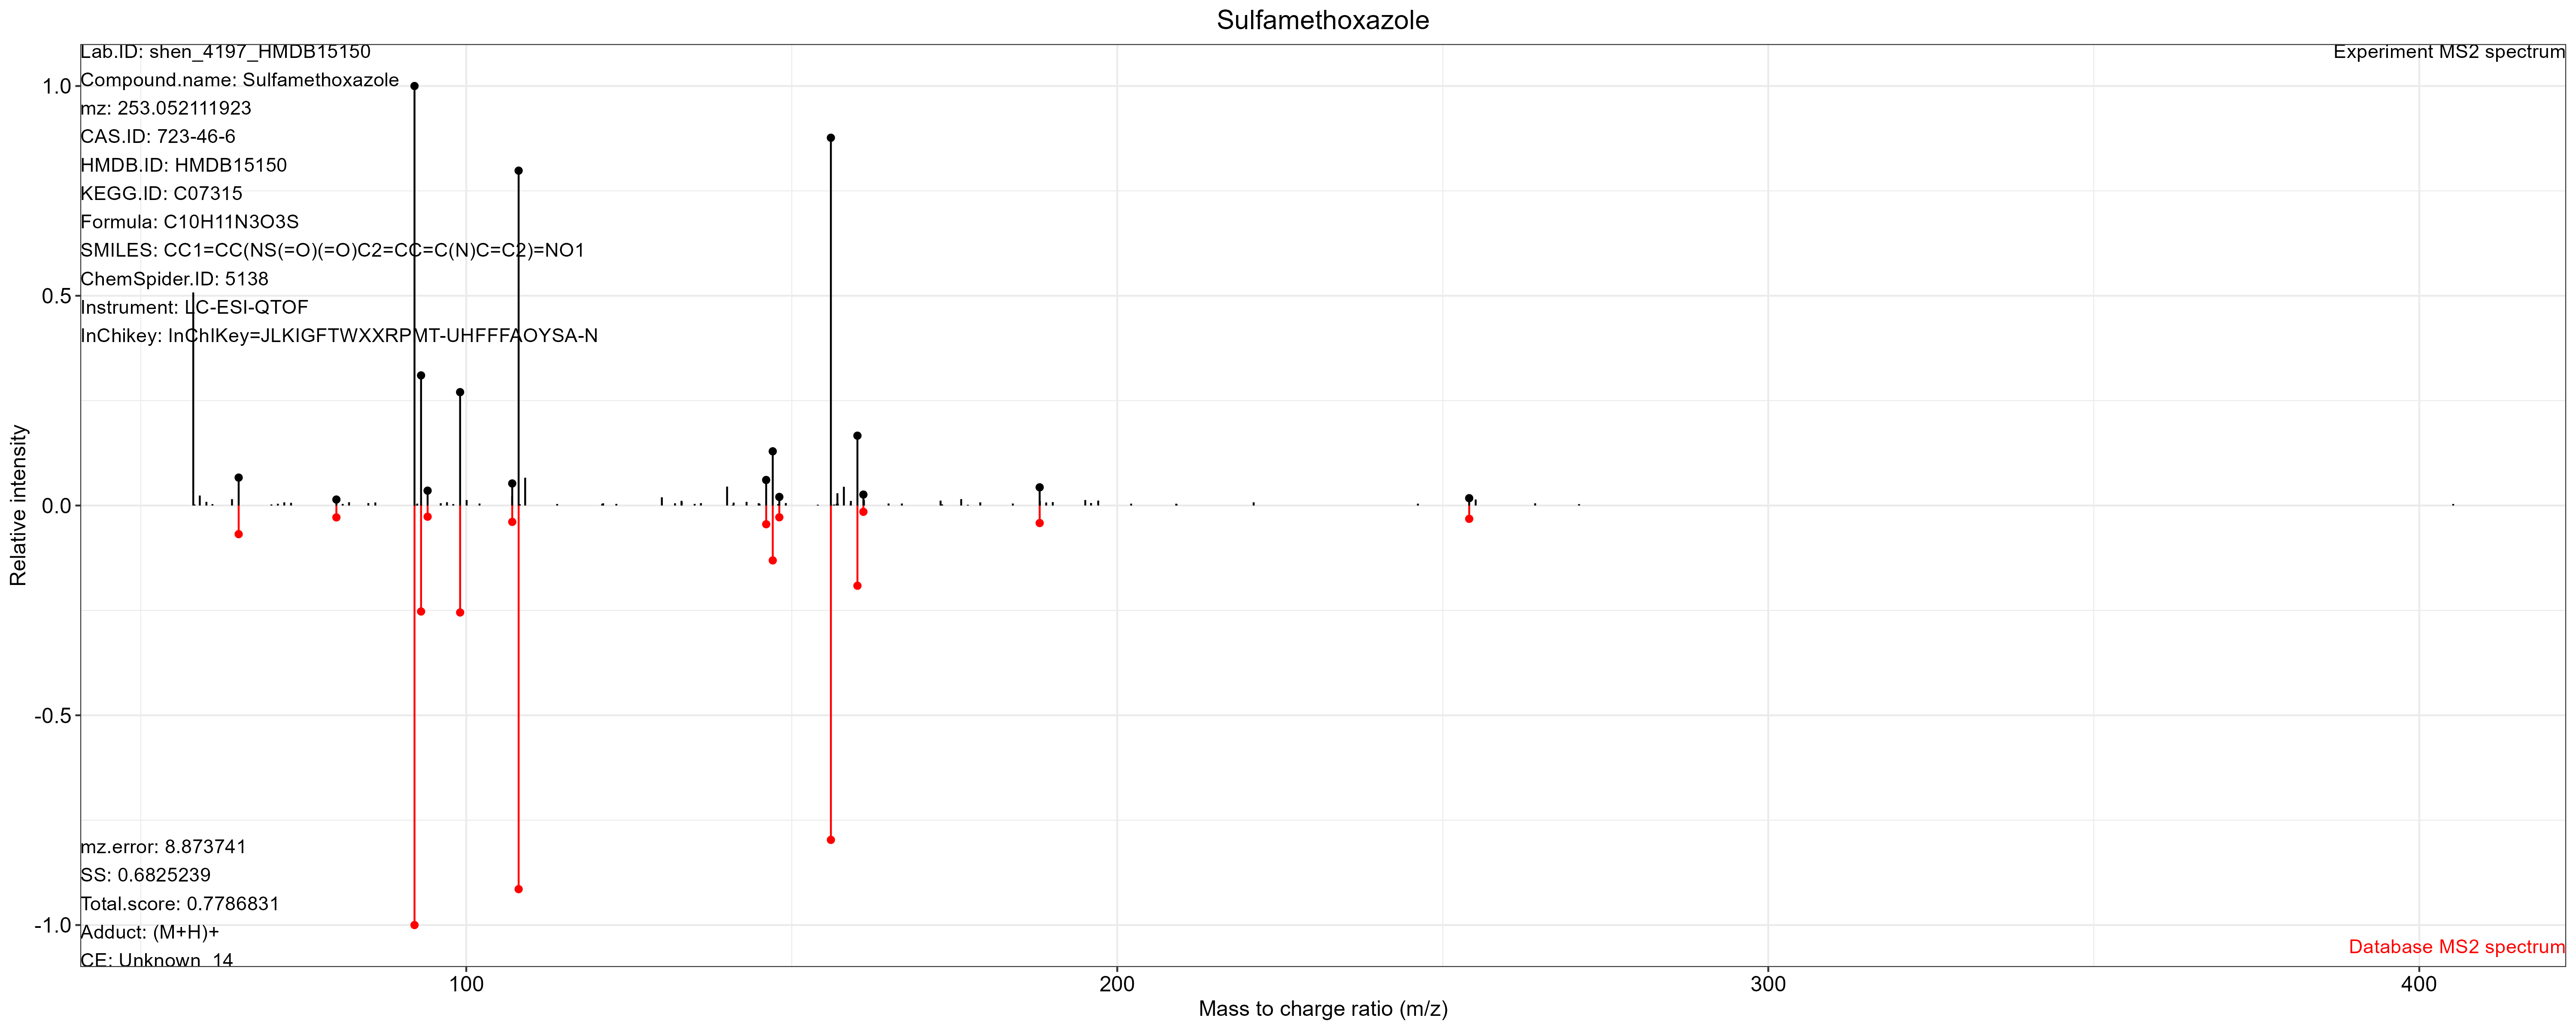 Sulfamethoxazole
Lab.ID: shen_4197_HMDB15150
Experiment MS2 spectrum
Compound.name: Sulfamethoxazole
mz: 253.052111923
CAS.ID: 723-46-6
HMDB.ID: HMDB15150
KEGG.ID: C07315
Formula: C10H11N3O3S
SMILES: CC1=CC(NS(=O)(=O)C2=CC=C(N)C=C2)=NO1
ChemSpider.ID: 5138
Instrument: LC-ESI-QTOF
InChikey: InChIKey=JLKIGFTWXXRPMT-UHFFFAOYSA-N
1.0
0.5
0.0
-0.5
-1.0
Relative intensity
mz.error: 8.873741
SS: 0.6825239
Total.score: 0.7786831
Adduct: (M+H)+
CE: Unknown_14
Database MS2 spectrum
100
200
300
400
Mass to charge ratio (m/z)